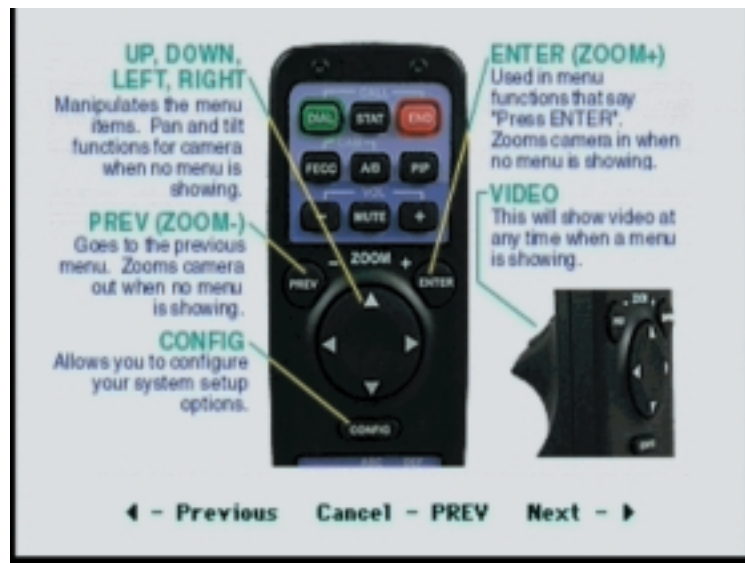 UP, DOWN,
LEFT, RIGHT
Manipulates the menu
items. Pan and tilt
functions for camera
when no menu is
showing.
PREV (ZOOM-)
Goes to the previous
menu. Zooms camera
out when no menu
is showing.
CONFIG
Allows you to configure
your system setup
options.
CALL
DIAL STAT END
CAM
FECC A/B PIP
VOL
- MUTE +
- ZOOM +
PREV ENTER
CONFIG
ABC DEF
ENTER (ZOOM+)
Used in menu
functions that say
"Press ENTER".
Zooms camera in when
no menu is showing.
VIDEO
This will show video at
any time when a menu
is showing.
- Previous Cancel - PREV Next -